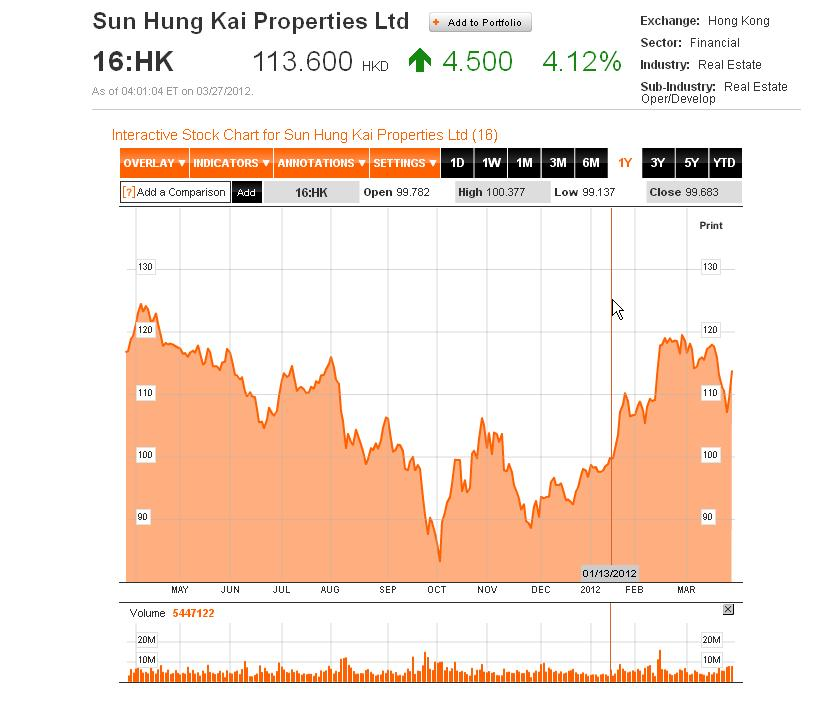 Sun Hung Kai Properties Ltd + Add to Portfolio
16:HK 113.600 HKD 4.500 4.12%
As of 04:01:04 ET on 03/27/2012.
Exchange: Hong Kong
Sector: Financial
Industry: Real Estate
Sub-Industry: Real Estate
Oper/Develop
Interactive Stock Chart for Sun Hung Kai Properties Ltd (16)
OVERLAY ▼ INDICATORS ▼ ANNOTATIONS ▼ SETTINGS ▼ 1D 1W 1M 3M 6M 1Y 3Y 5Y YTD
[?] Add a Comparison Add 16:HK Open 99.782 High 100.377 Low 99.137 Close 99.683
Print
130 130
120 120
110 110
100 100
90 90
01/13/2012
MAY JUN JUL AUG SEP OCT NOV DEC 2012 FEB MAR
Volume 5447122
20M 20M
10M 10M